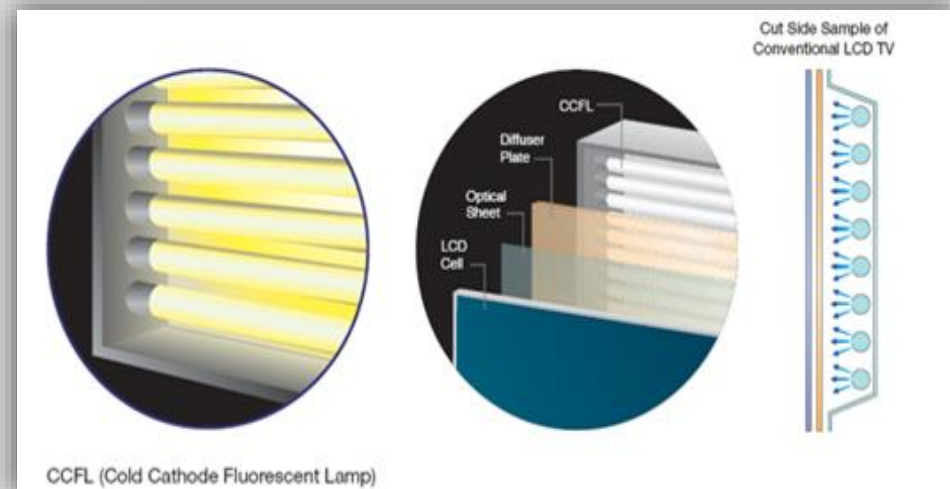 Cut Side Sample of
Conventional LCD TV
CCFL
Diffuser
Plate
Optical
Sheet
LCD
Cell
CCFL (Cold Cathode Fluorescent Lamp)